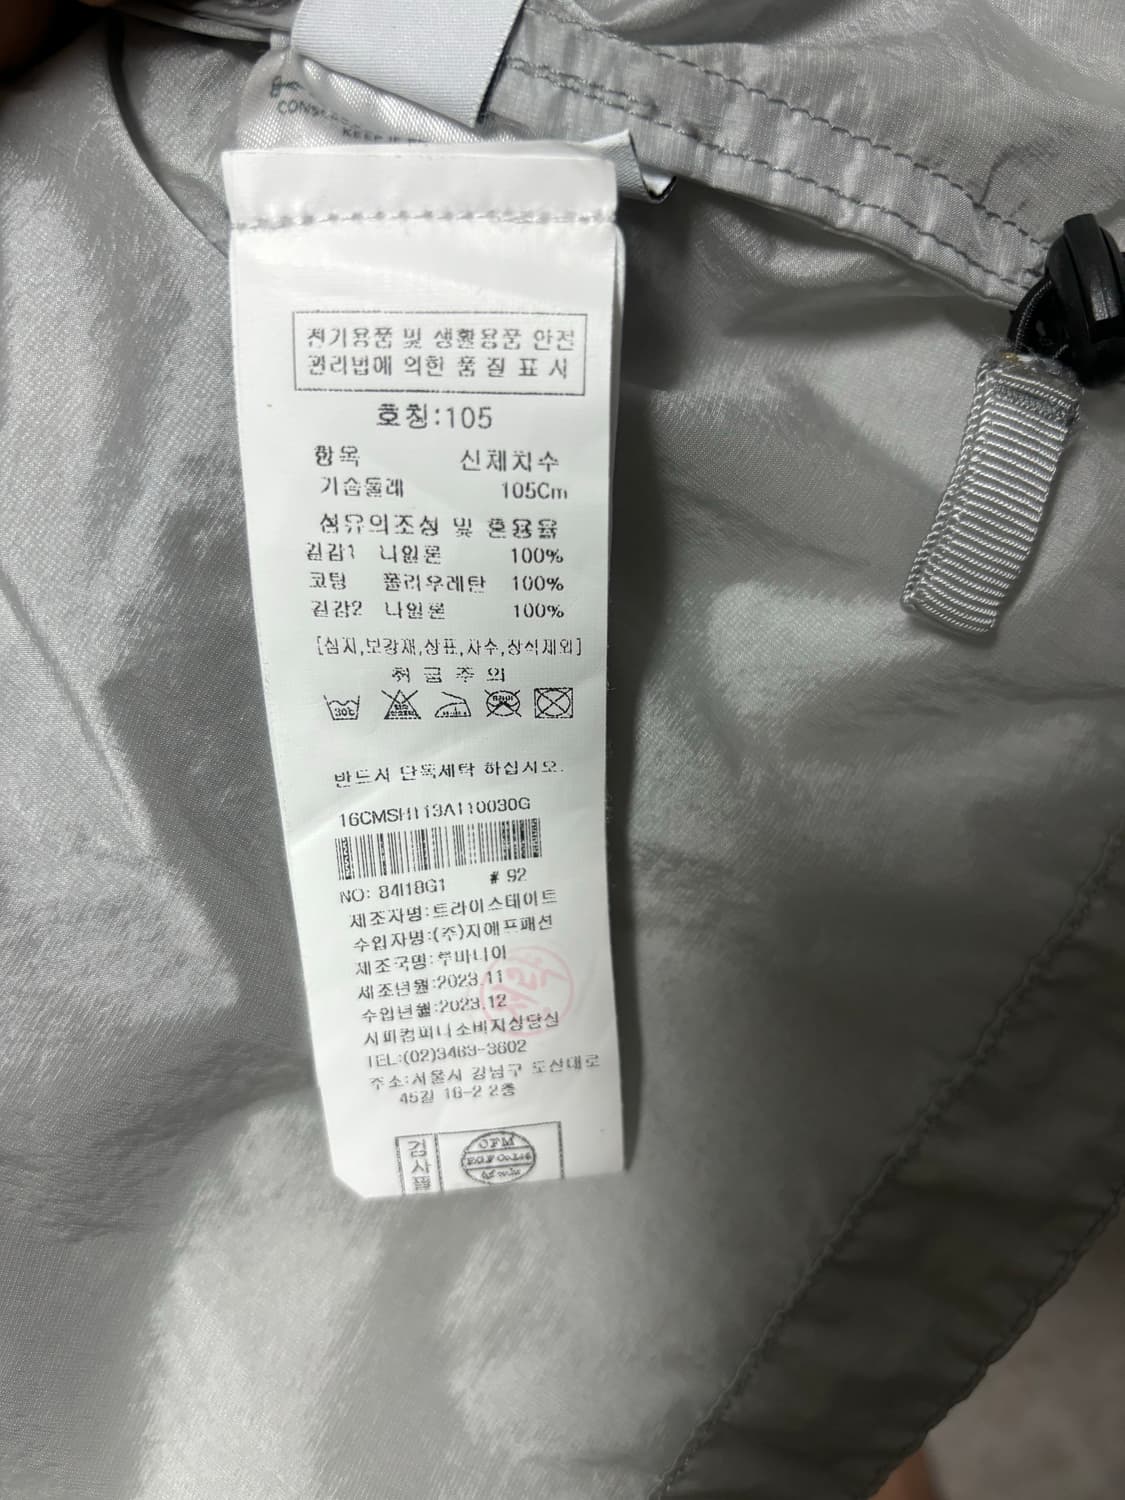 KEEP
전기용품 및 생활용품 안전
관리법에 의한 품 질 표 시
호칭:105
항목 신체치수
가슴둘레 105Cm
섬유의조성 및 혼용율
겉감1 나일론 100%
코팅 폴리우레탄 100%
겉감2 나일론 100%
[심지,보강재,상표,자수,장식제외]
취 급 주 의
30℃
반드시 단독세탁 하십시오.
16CMSH113A110030G
NO: 84I18G1 # 92
제조자명:트라이스테이트
수입자명:(주)지에프패션
제조국명:루마니아
제조년월:2023.11
수입년월:2023.12
시피컴퍼니소비자상담실
TEL:(02)3463-3602
주소:서울시 강남구 도산대로
45길 16-2 2층
검사필